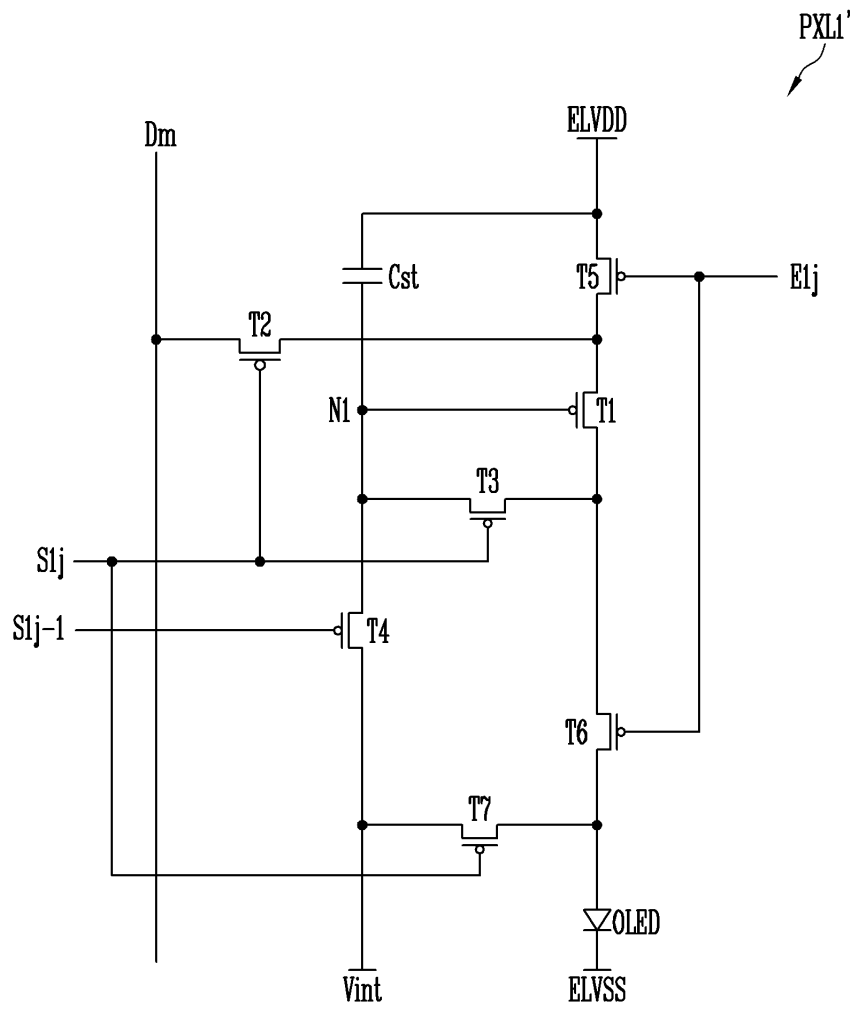 PXL1'
ELVDD
Dm
Cst
T5
E1j
T2
N1
T1
T3
S1j
S1j-1
T4
T6
T7
OLED
Vint
ELVSS